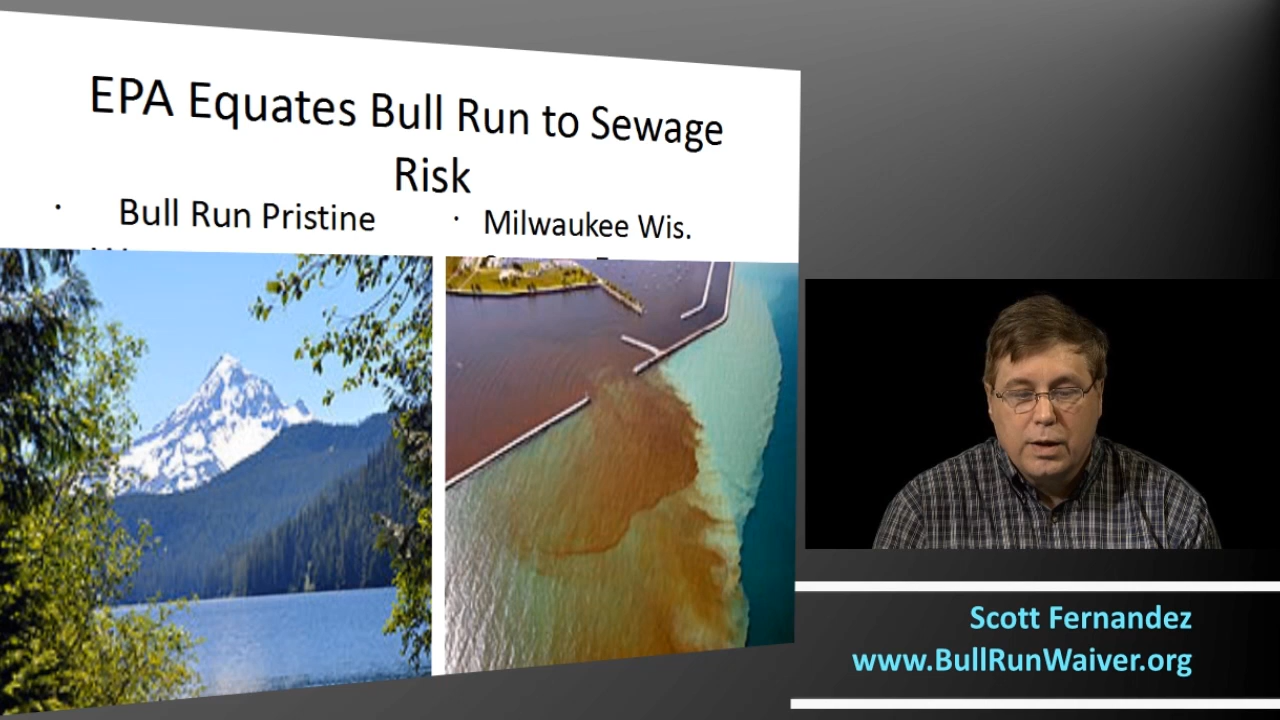 EPA Equates Bull Run to Sewage
Risk
• Bull Run Pristine
• Milwaukee Wis.
Scott Fernandez
www.BullRunWaiver.org